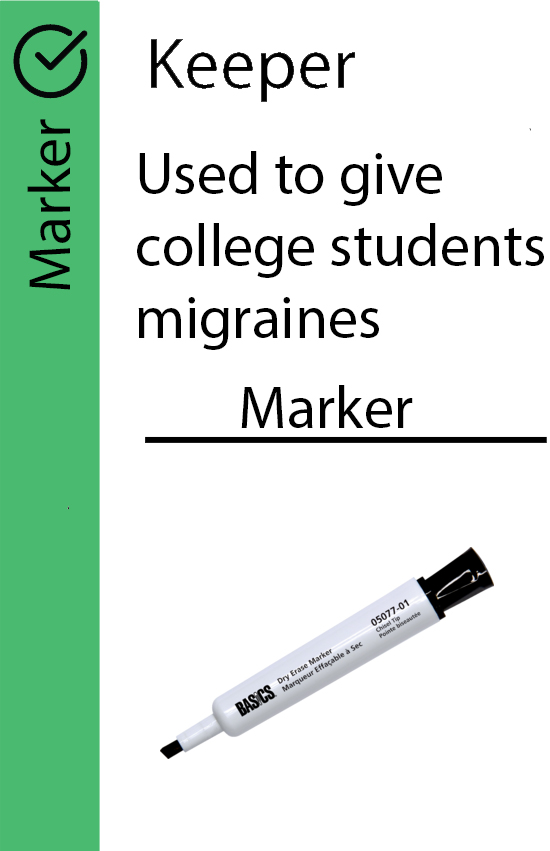 Marker
Keeper
Used to give
college students
migraines
Marker
05077-01
Chisel Tip
Pointe biseautée
BASICS
Dry Erase Marker
Marqueur Effaçable à Sec